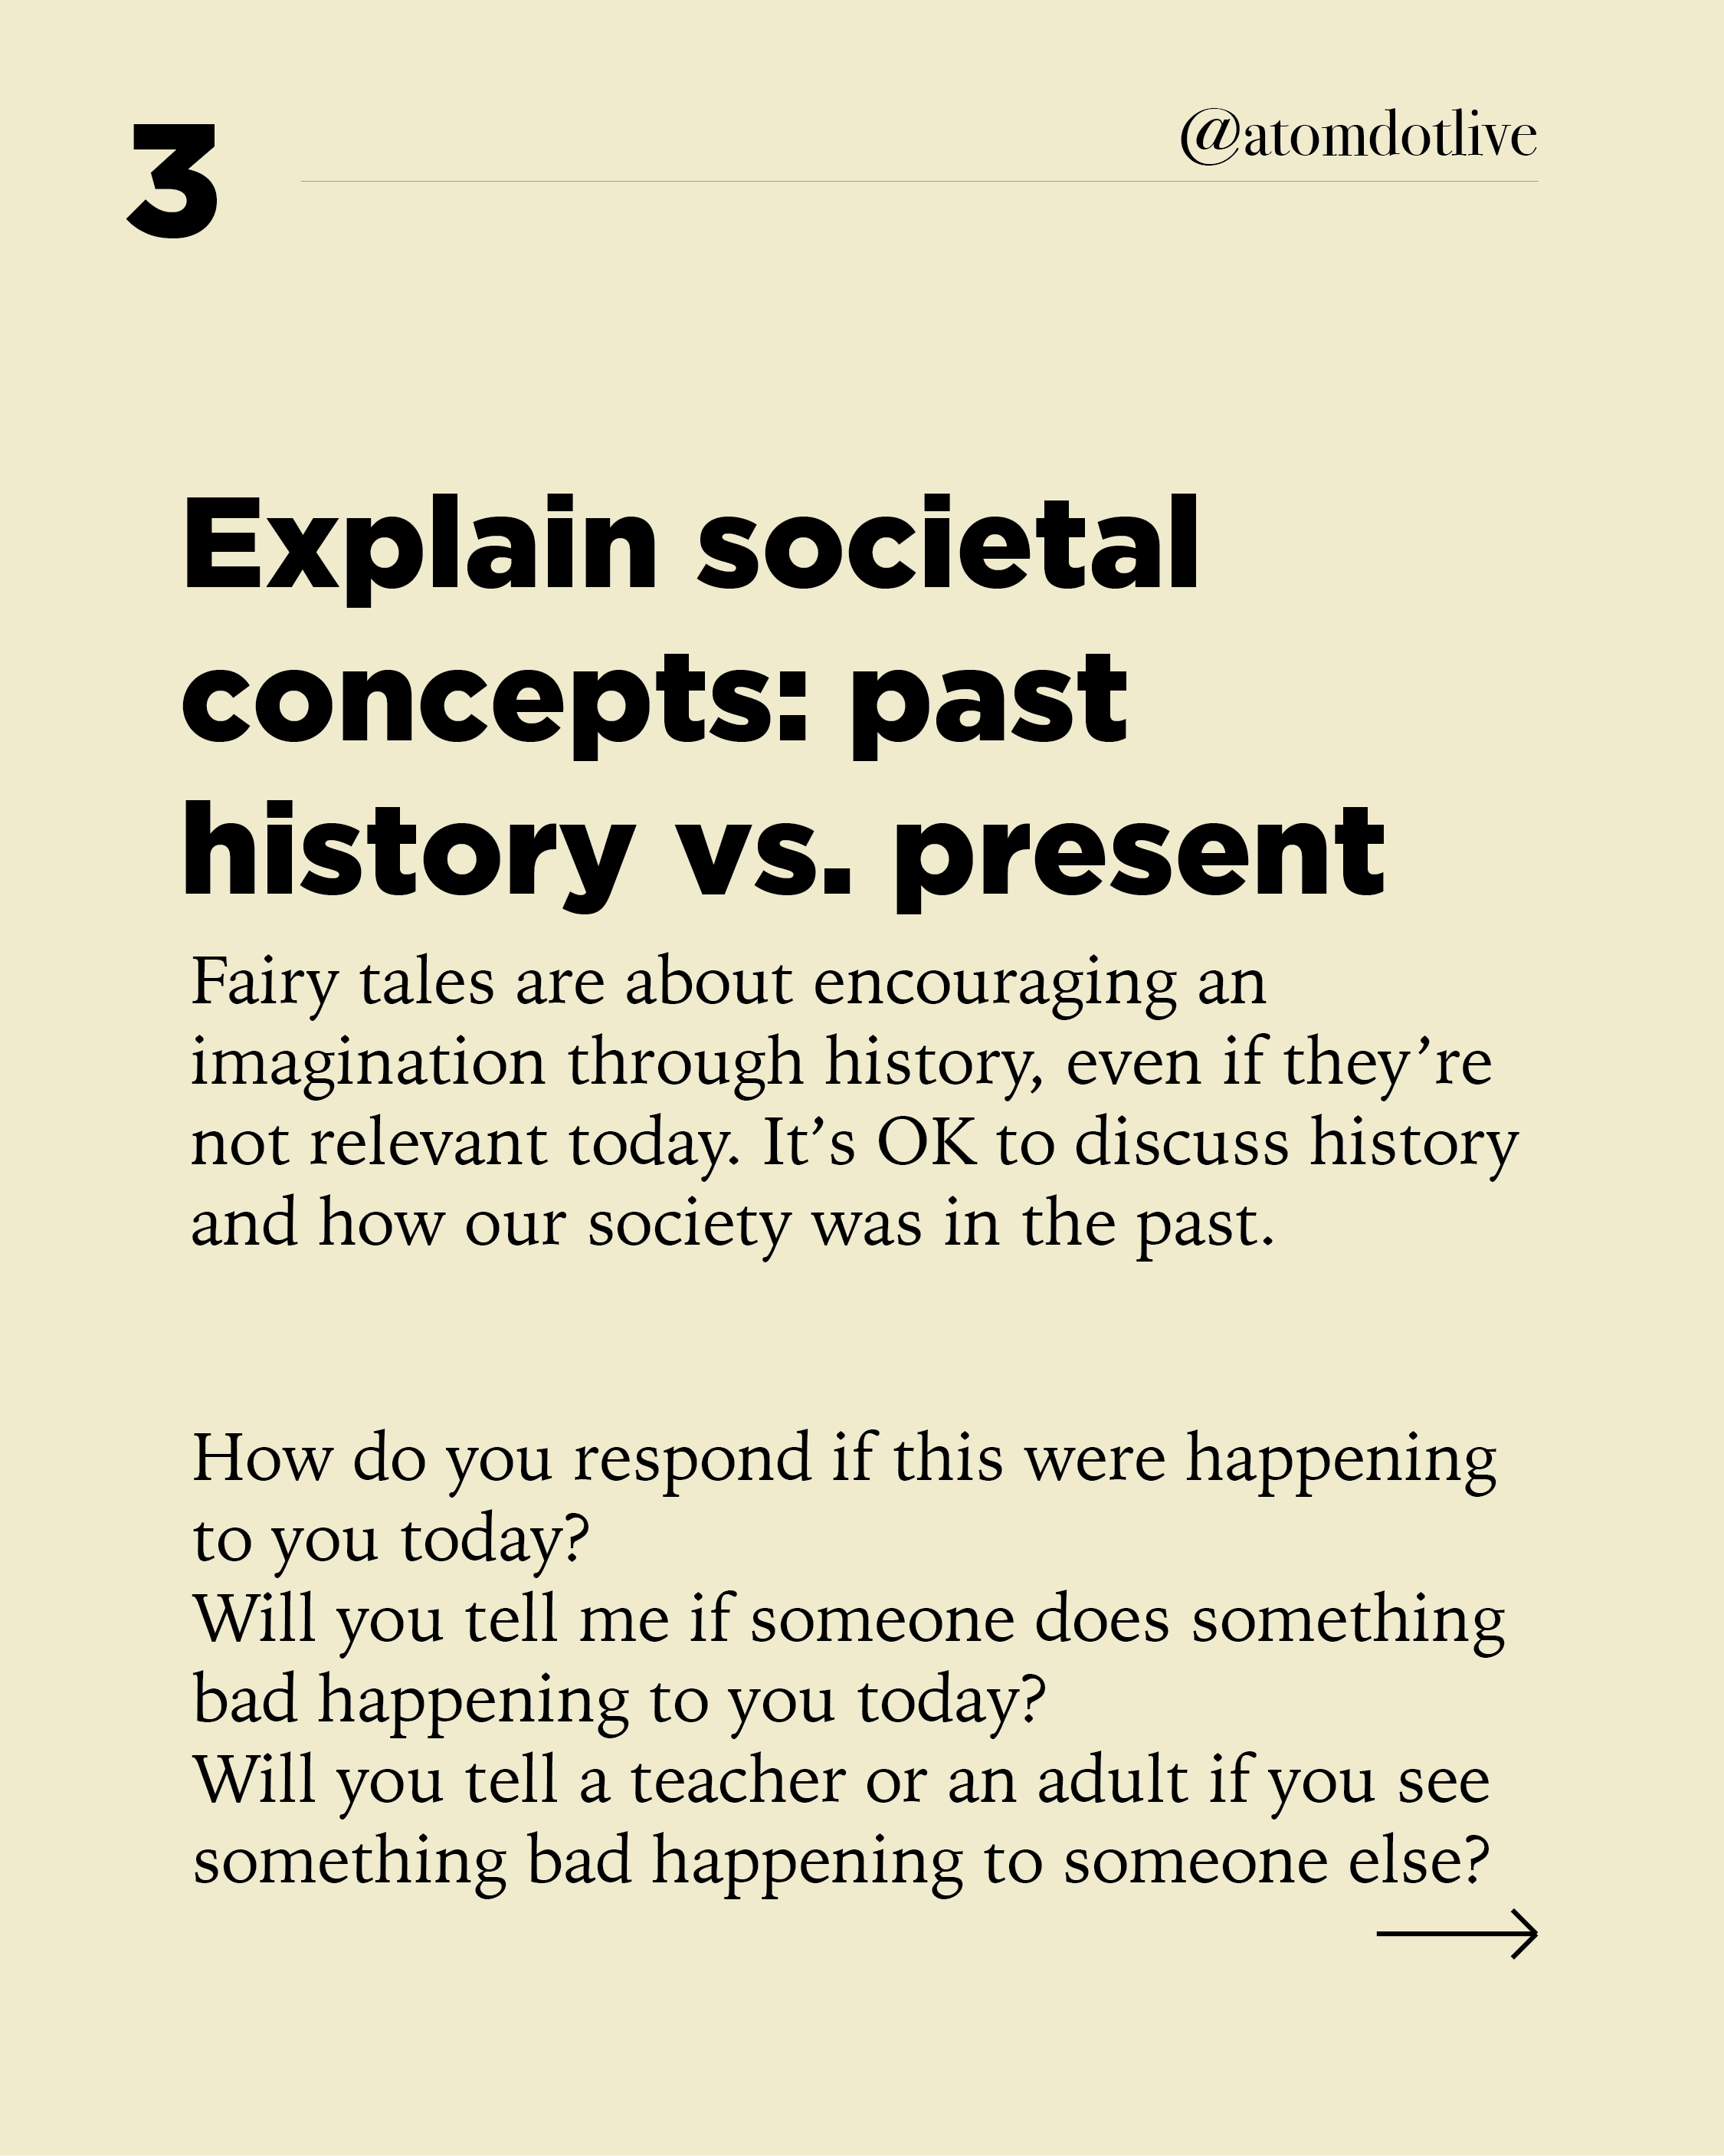 3
@atomdotlive
Explain societal
concepts: past
history vs. present
Fairy tales are about encouraging an
imagination through history, even if they’re
not relevant today. It’s OK to discuss history
and how our society was in the past.
How do you respond if this were happening
to you today?
Will you tell me if someone does something
bad happening to you today?
Will you tell a teacher or an adult if you see
something bad happening to someone else?